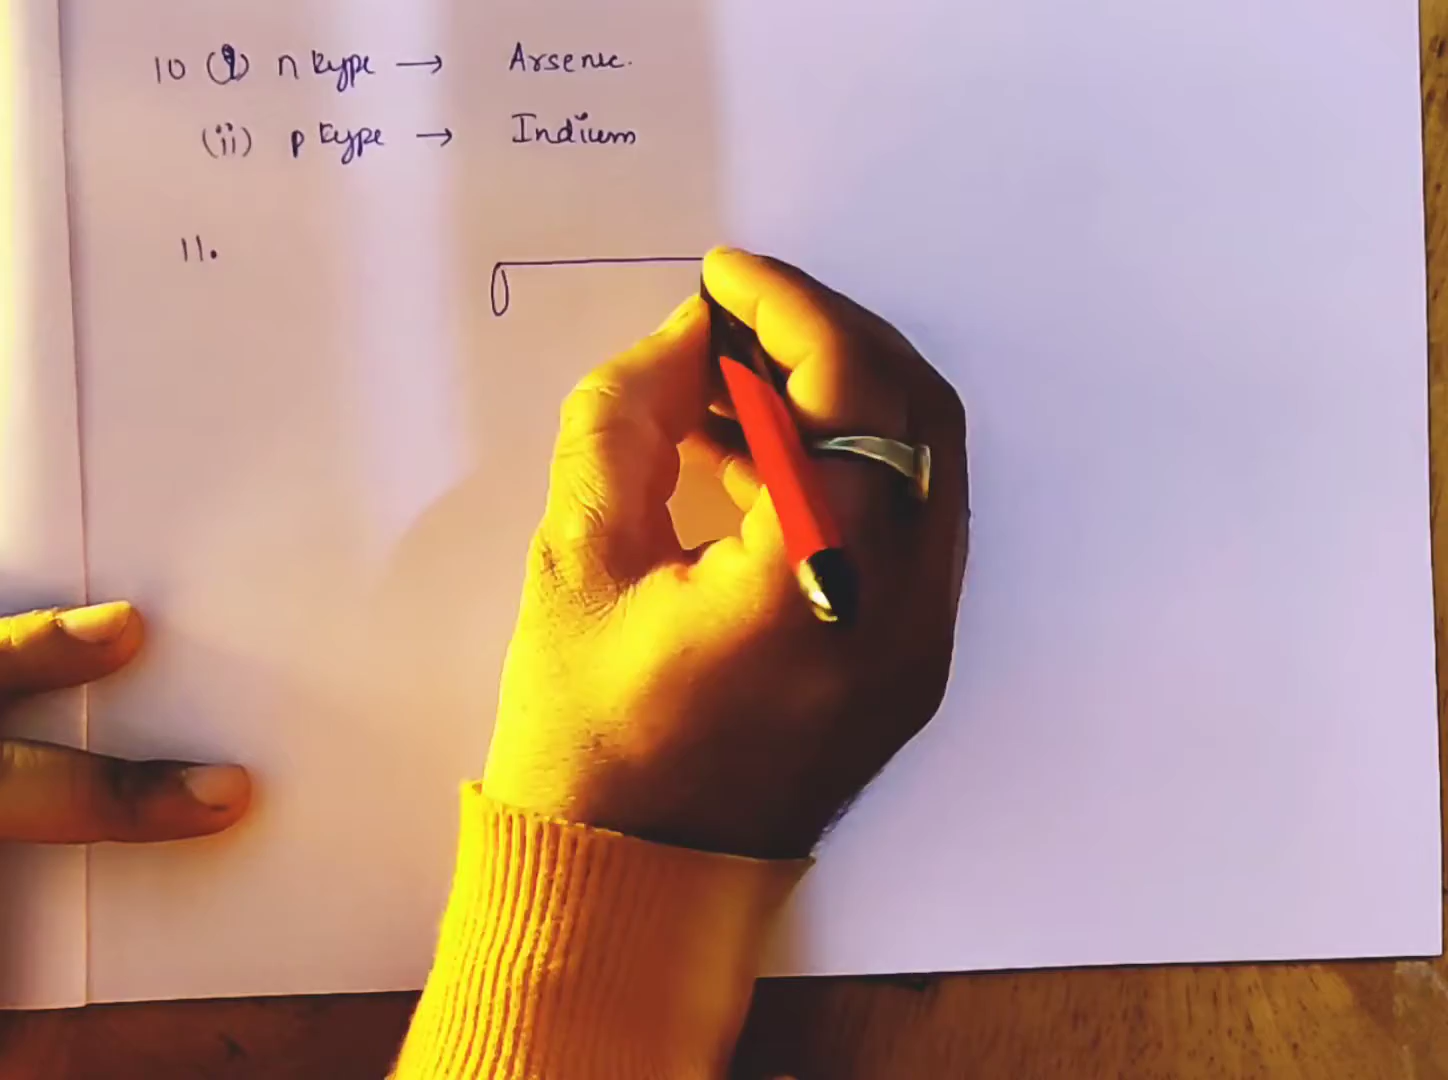 10 (i) n type → Arsenic.
(ii) p type → Indium
11.